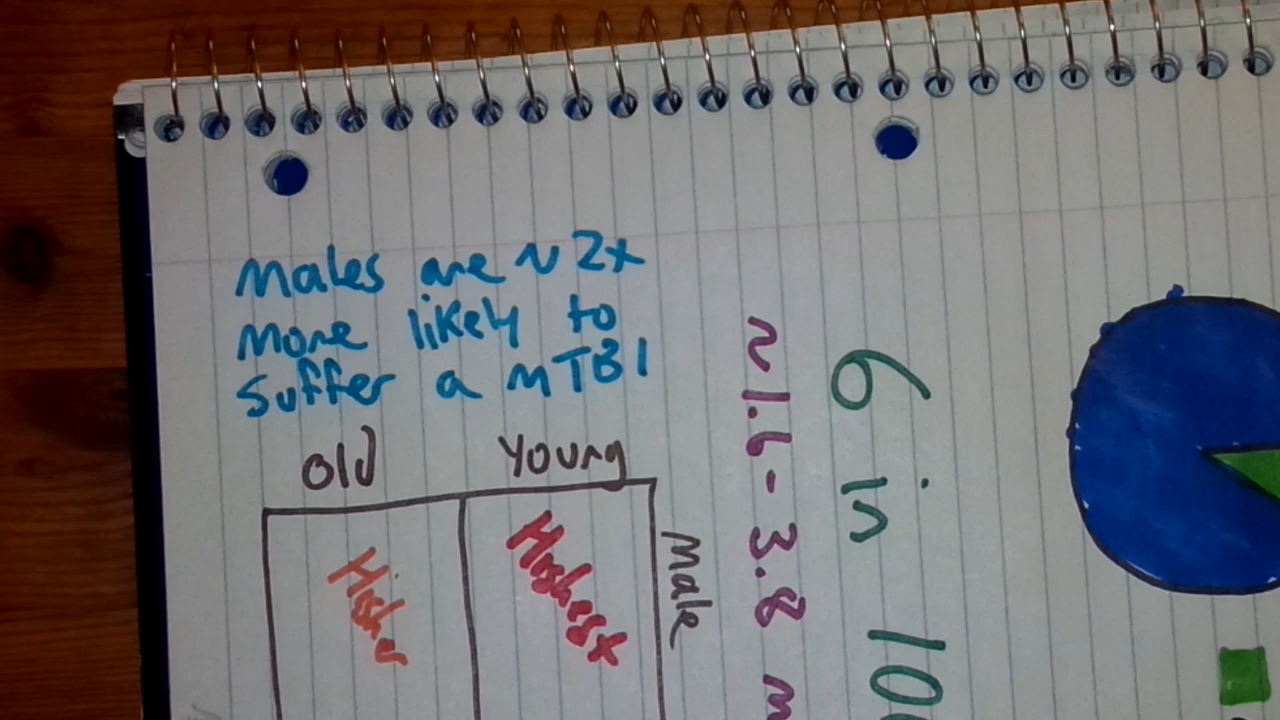 Males are ~ 2x
more likely to
suffer a mTBI
Old Young
Higher Highest
Male
~1.6 - 3.8 m
6 in 100